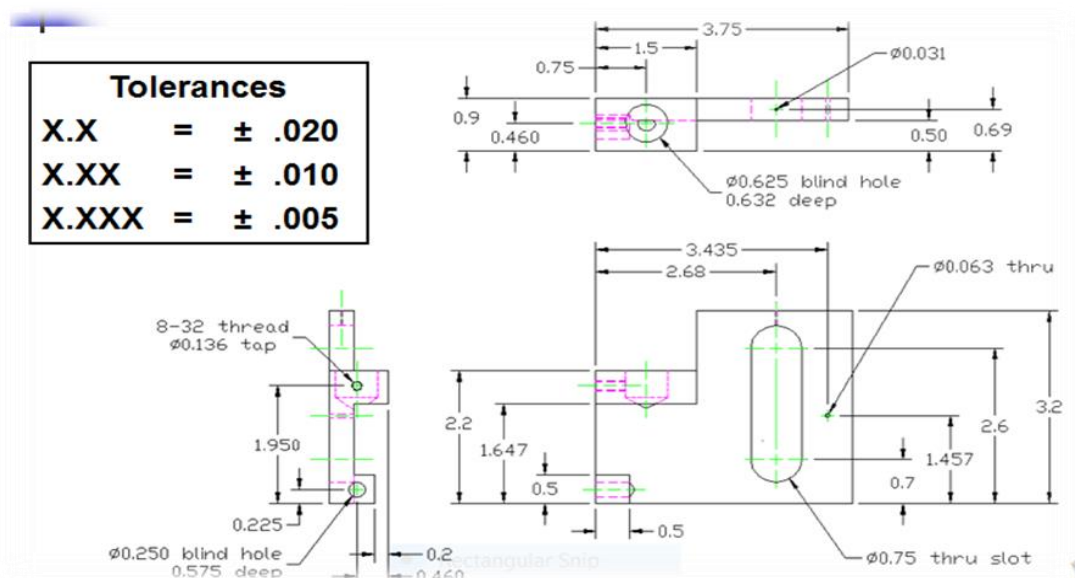 Tolerances
X.X = ± .020
X.XX = ± .010
X.XXX = ± .005
3.75
1.5
0.75
Ø0.031
0.9
0.460
0.50
0.69
Ø0.625 blind hole
0.632 deep
3.435
2.68
Ø0.063 thru
8-32 thread
Ø0.136 tap
1.950
0.225
Ø0.250 blind hole
0.575 deep
0.2
0.460
2.2
1.647
0.5
0.5
2.6
3.2
1.457
0.7
Ø0.75 thru slot
Rectangular Snip